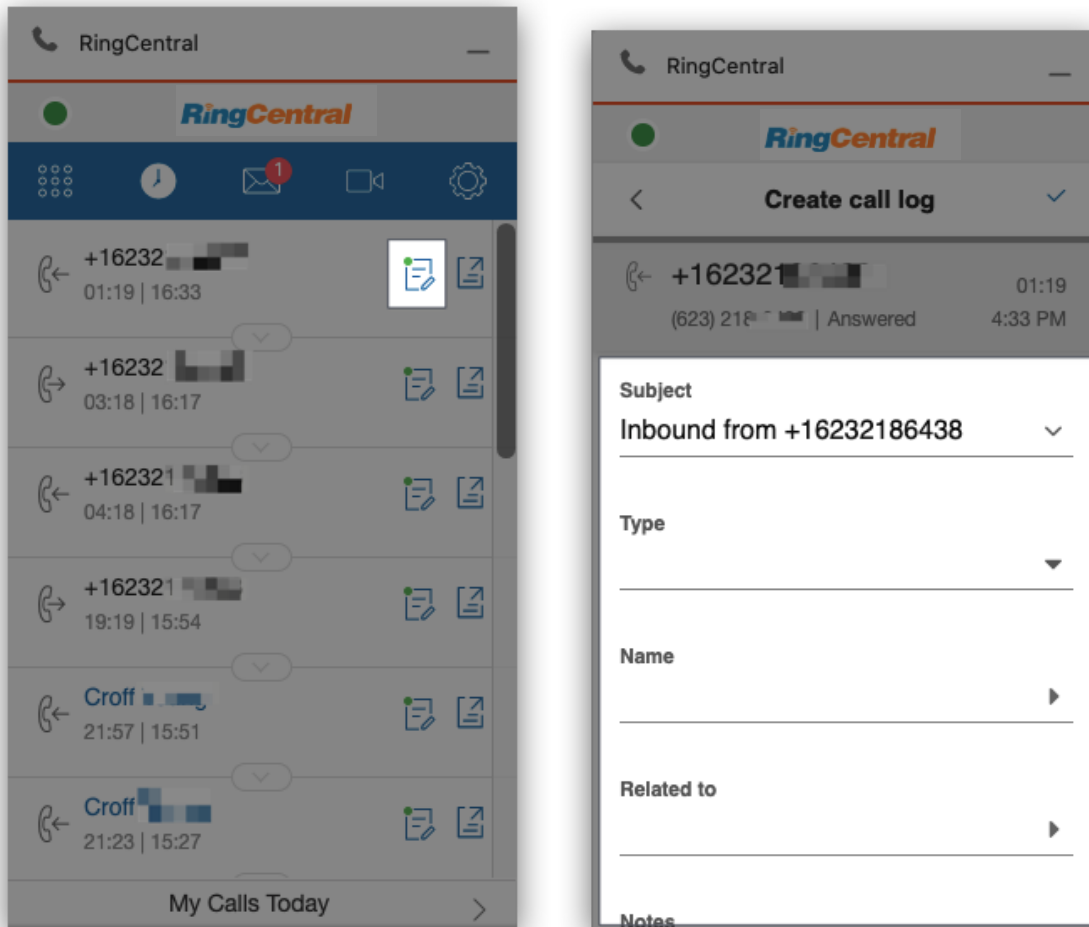 RingCentral
RingCentral
1
+16232
01:19 | 16:33
+16232
03:18 | 16:17
+162321
04:18 | 16:17
+162321
19:19 | 15:54
Croff
21:57 | 15:51
Croff
21:23 | 15:27
My Calls Today
RingCentral
RingCentral
Create call log
+162321
01:19
(623) 218 | Answered
4:33 PM
Subject
Inbound from +16232186438
Type
Name
Related to
Notes